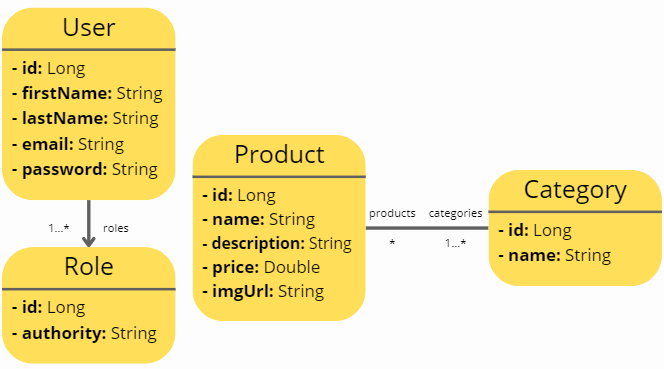 User
- id: Long
- firstName: String
- lastName: String
- email: String
- password: String
1...* roles
Role
- id: Long
- authority: String
Product
- id: Long
- name: String
- description: String
- price: Double
- imgUrl: String
products categories
* 1...*
Category
- id: Long
- name: String